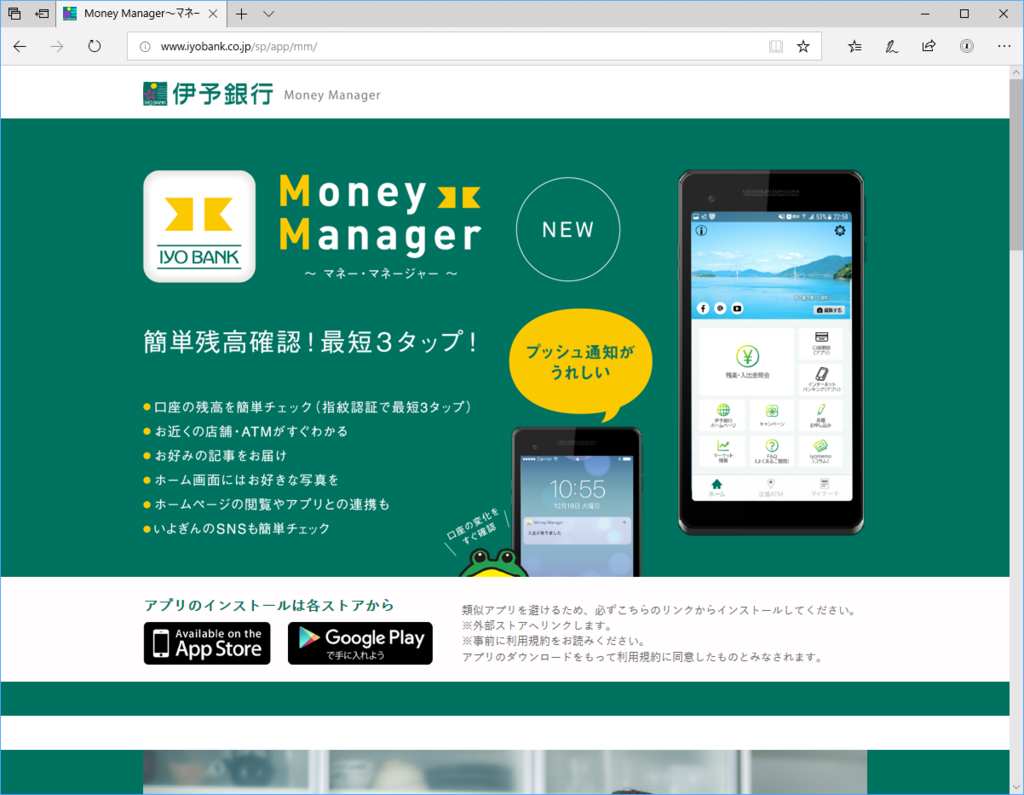 Money Manager～マネー
www.iyobank.co.jp/sp/app/mm/
伊予銀行 Money Manager
IYO BANK
Money
Manager
～ マネー・マネージャー ～
NEW
簡単残高確認！最短3タップ！
プッシュ通知が
うれしい
口座の残高を簡単チェック（指紋認証で最短3タップ）
お近くの店舗・ATMがすぐわかる
お好みの記事をお届け
ホーム画面にはお好きな写真を
ホームページの閲覧やアプリとの連携も
いよぎんのSNSも簡単チェック
口座の変化を
すぐ確認
Carrier
10:55
12月19日 火曜日
Money Manager
入出がありました
53% 22:58
編集する
残高・入出金照会
口座開設
(アプリ)
インターネット
バンキング(アプリ)
伊予銀行
ホームページ
キャンペーン
各種
お申し込み
マーケット
情報
FAQ
(よくあるご質問)
iyomemo
(コラム)
ホーム
店舗ATM
マイテーマ
アプリのインストールは各ストアから
Available on the
App Store
Google Play
で手に入れよう
類似アプリを避けるため、必ずこちらのリンクからインストールしてください。
※外部ストアへリンクします。
※事前に利用規約をお読みください。
アプリのダウンロードをもって利用規約に同意したものとみなされます。